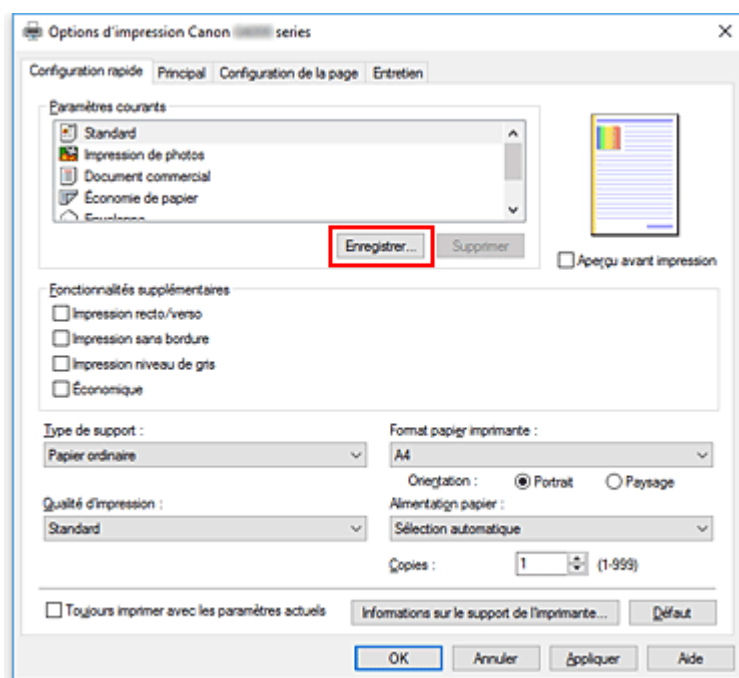 Options d'impression Canon series
Configuration rapide Principal Configuration de la page Entretien
Paramètres courants
Standard
Impression de photos
Document commercial
Économie de papier
Enregistrer... Supprimer
Aperçu avant impression
Fonctionnalités supplémentaires
Impression recto/verso
Impression sans bordure
Impression niveau de gris
Économique
Type de support :
Papier ordinaire
Format papier imprimante :
A4
Orientation : Portrait Paysage
Qualité d'impression :
Standard
Alimentation papier :
Sélection automatique
Copies : 1 (1-999)
Toujours imprimer avec les paramètres actuels Informations sur le support de l'imprimante... Défaut
OK Annuler Appliquer Aide